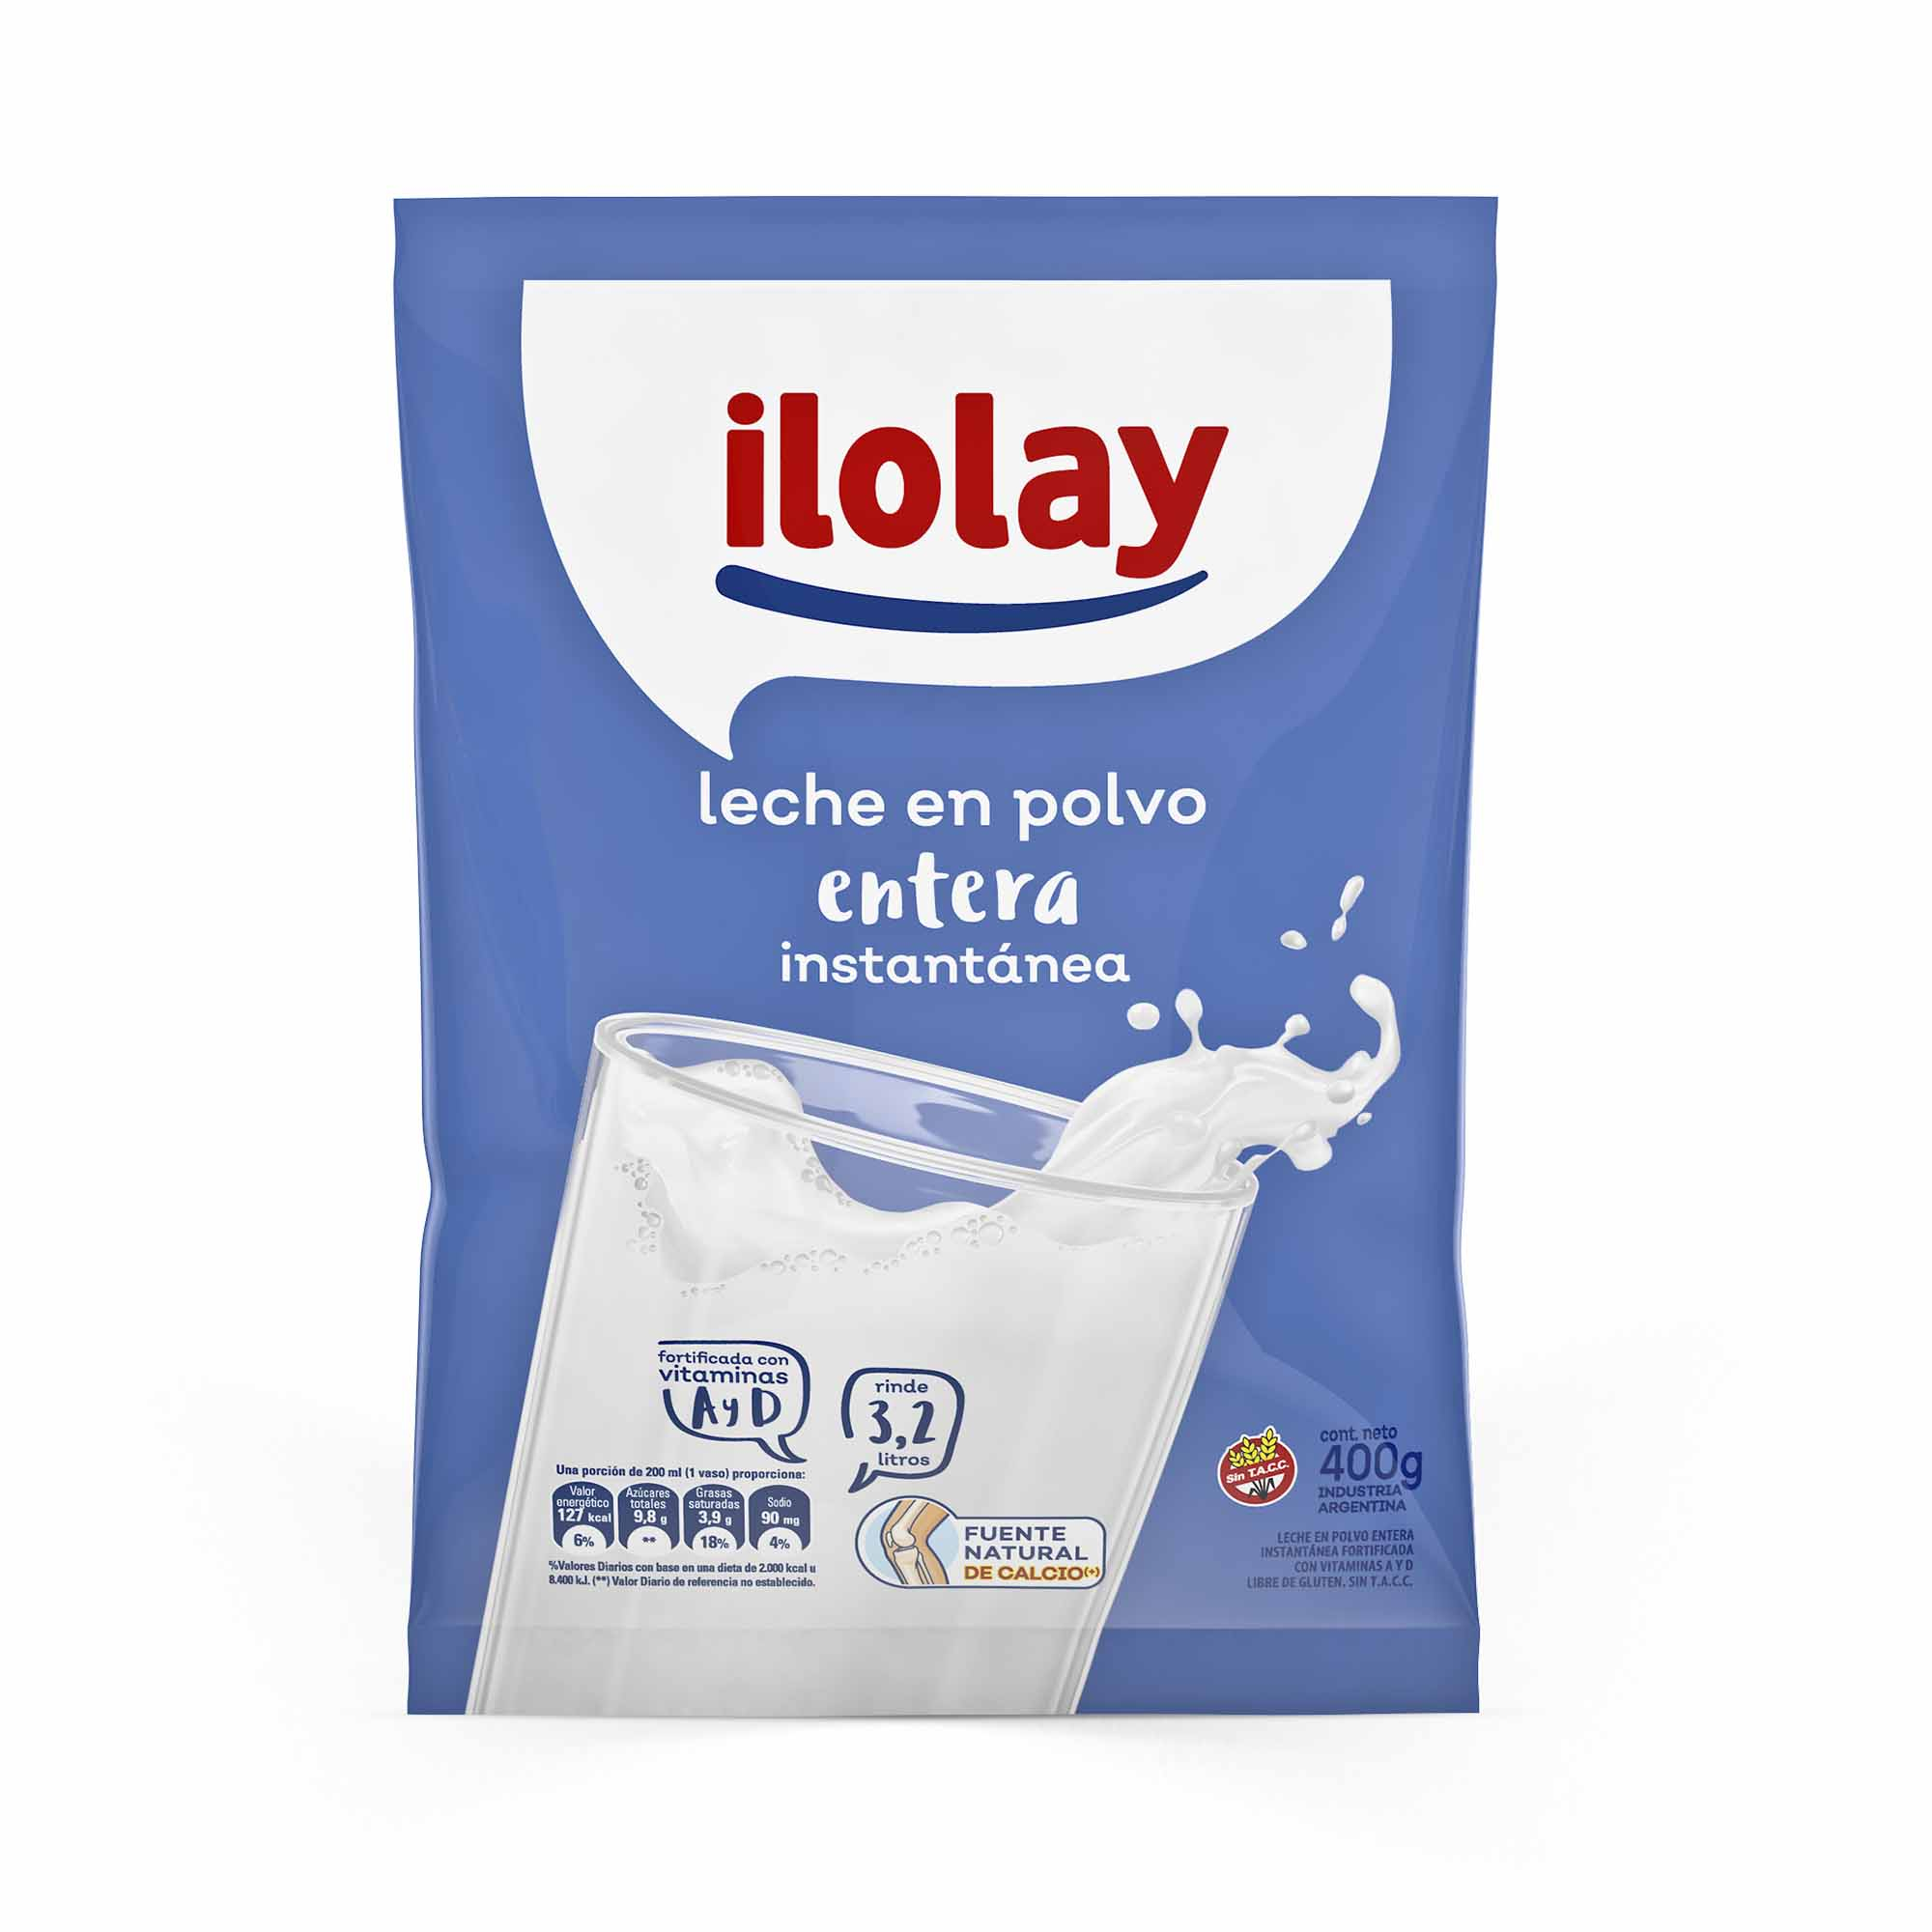 ilolay
leche en polvo
entera
instantánea
fortificada con
vitaminas
A y D
rinde
3,2
litros
Una porción de 200 ml (1 vaso) proporciona:
Valor
energético
127 kcal
6%
Azúcares
totales
9,8 g
**
Grasas
saturadas
3,9 g
18%
Sodio
90 mg
4%
%Valores Diarios con base en una dieta de 2.000 kcal u
8.400 kJ. (**) Valor Diario de referencia no establecido.
FUENTE
NATURAL
DE CALCIO(+)
Sin T.A.C.C.
cont. neto
400g
INDUSTRIA
ARGENTINA
LECHE EN POLVO ENTERA
INSTANTÁNEA FORTIFICADA
CON VITAMINAS A Y D
LIBRE DE GLUTEN. SIN T.A.C.C.